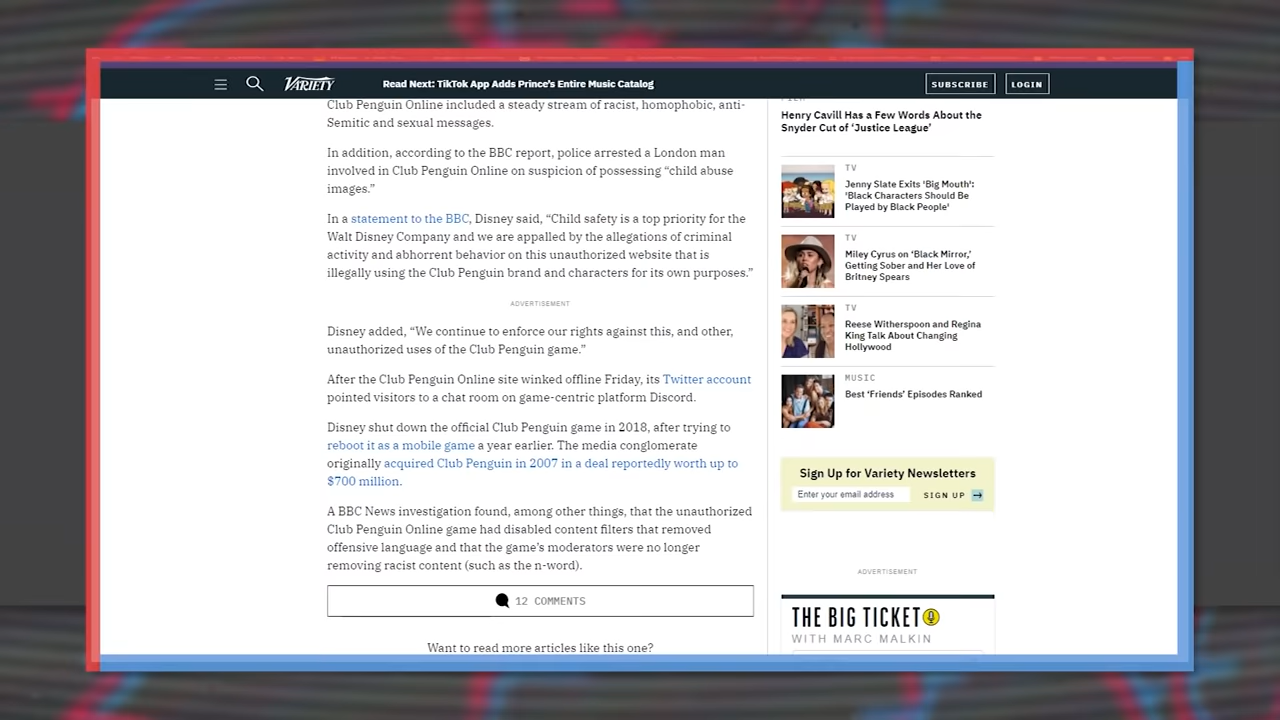 VARIETY
Read Next: TikTok App Adds Prince's Entire Music Catalog
SUBSCRIBE
LOGIN
Club Penguin Online included a steady stream of racist, homophobic, anti-
Semitic and sexual messages.
In addition, according to the BBC report, police arrested a London man
involved in Club Penguin Online on suspicion of possessing “child abuse
images.”
In a statement to the BBC, Disney said, “Child safety is a top priority for the
Walt Disney Company and we are appalled by the allegations of criminal
activity and abhorrent behavior on this unauthorized website that is
illegally using the Club Penguin brand and characters for its own purposes.”
ADVERTISEMENT
Disney added, “We continue to enforce our rights against this, and other,
unauthorized uses of the Club Penguin game.”
After the Club Penguin Online site winked offline Friday, its Twitter account
pointed visitors to a chat room on game-centric platform Discord.
Disney shut down the official Club Penguin game in 2018, after trying to
reboot it as a mobile game a year earlier. The media conglomerate
originally acquired Club Penguin in 2007 in a deal reportedly worth up to
$700 million.
A BBC News investigation found, among other things, that the unauthorized
Club Penguin Online game had disabled content filters that removed
offensive language and that the game's moderators were no longer
removing racist content (such as the n-word).
12 COMMENTS
Want to read more articles like this one?
Henry Cavill Has a Few Words About the
Snyder Cut of ‘Justice League’
TV
Jenny Slate Exits ‘Big Mouth’:
‘Black Characters Should Be
Played by Black People’
TV
Miley Cyrus on ‘Black Mirror,’
Getting Sober and Her Love of
Britney Spears
TV
Reese Witherspoon and Regina
King Talk About Changing
Hollywood
MUSIC
Best ‘Friends’ Episodes Ranked
Sign Up for Variety Newsletters
Enter your email address
SIGN UP
ADVERTISEMENT
THE BIG TICKET
WITH MARC MALKIN